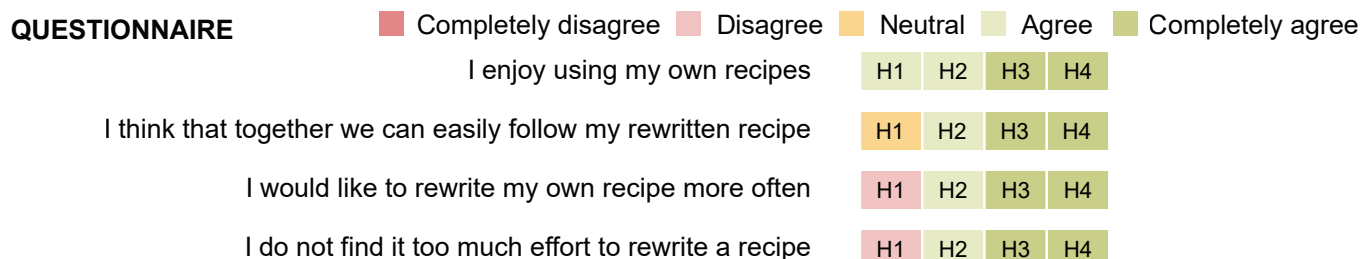 QUESTIONNAIRE Completely disagree Disagree Neutral Agree Completely agree
I enjoy using my own recipes H1 H2 H3 H4
I think that together we can easily follow my rewritten recipe H1 H2 H3 H4
I would like to rewrite my own recipe more often H1 H2 H3 H4
I do not find it too much effort to rewrite a recipe H1 H2 H3 H4